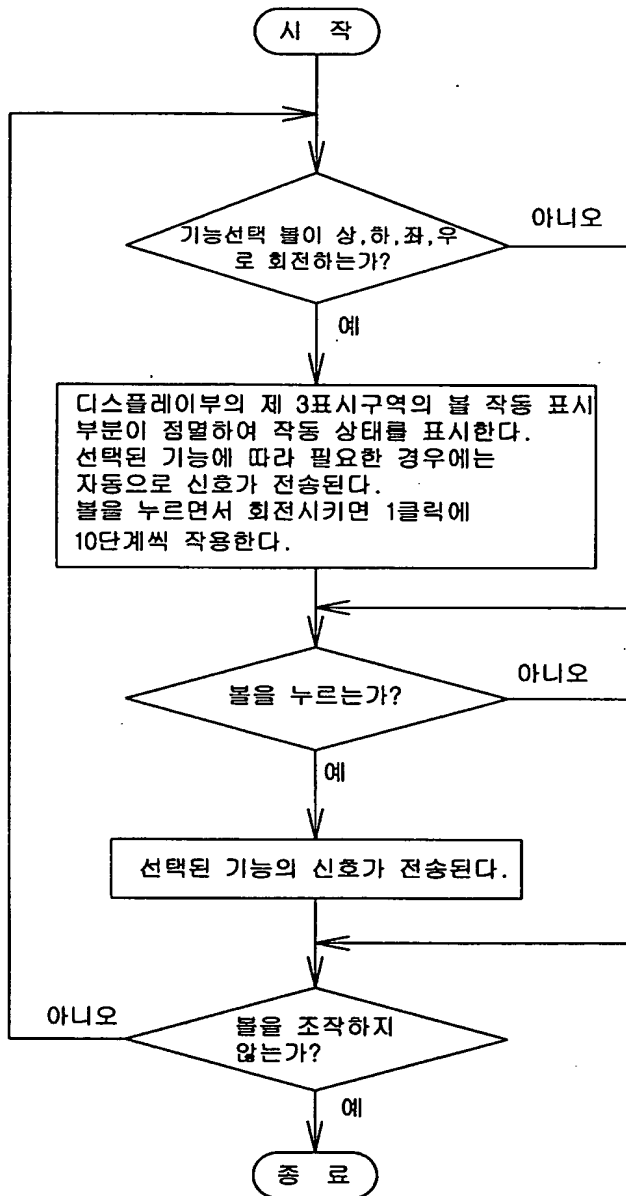 시 작
기능선택 볼이 상,하,좌,우
로 회전하는가?
아니오
예
디스플레이부의 제 3표시구역의 볼 작동 표시
부분이 점멸하여 작동 상태를 표시한다.
선택된 기능에 따라 필요한 경우에는
자동으로 신호가 전송된다.
볼을 누르면서 회전시키면 1클릭에
10단계씩 작용한다.
볼을 누르는가?
아니오
예
선택된 기능의 신호가 전송된다.
아니오
볼을 조작하지
않는가?
예
종 료